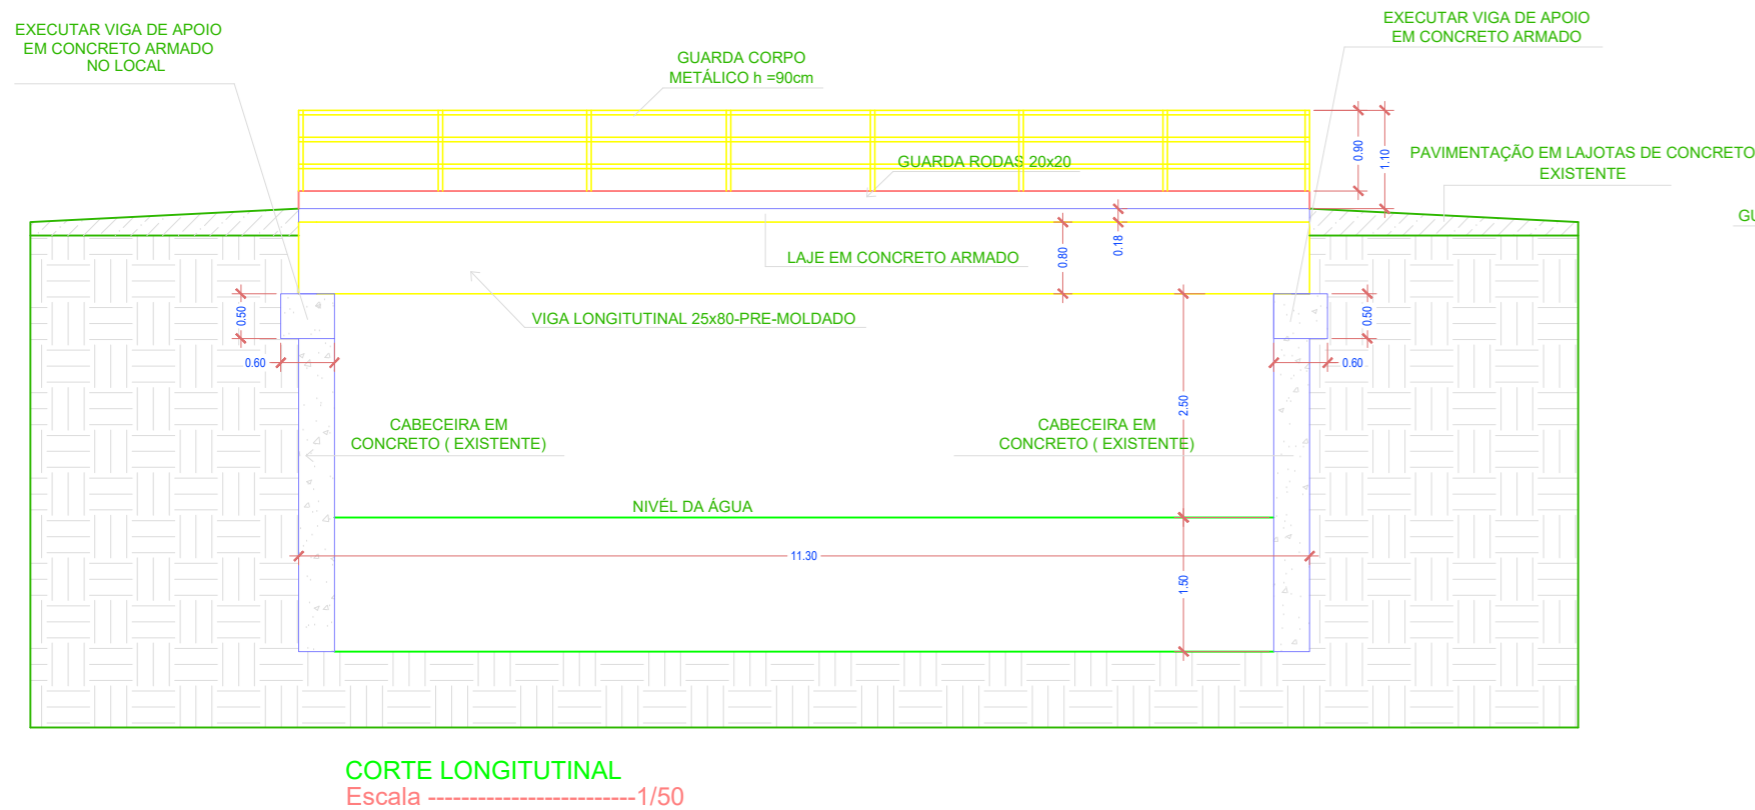 EXECUTAR VIGA DE APOIO
EM CONCRETO ARMADO
NO LOCAL
GUARDA CORPO
METÁLICO h =90cm
EXECUTAR VIGA DE APOIO
EM CONCRETO ARMADO
0.90
1.10
GUARDA RODAS 20x20
PAVIMENTAÇÃO EM LAJOTAS DE CONCRETO
EXISTENTE
0.80
0.18
LAJE EM CONCRETO ARMADO
0.50
VIGA LONGITUTINAL 25x80-PRE-MOLDADO
0.50
0.60
0.60
2.50
CABECEIRA EM
CONCRETO ( EXISTENTE)
CABECEIRA EM
CONCRETO ( EXISTENTE)
NIVÉL DA ÁGUA
11.30
1.50
CORTE LONGITUTINAL
Escala -------------------------1/50